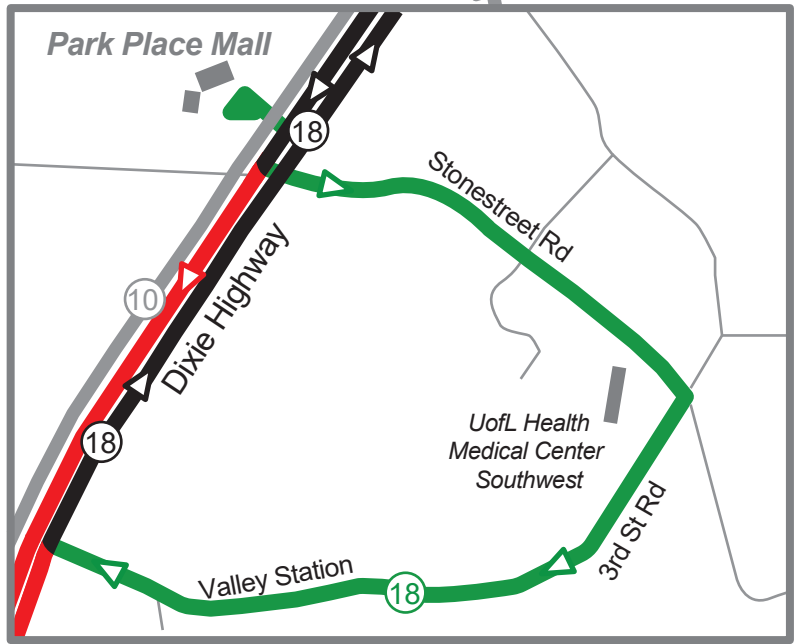 Park Place Mall
18
Stonestreet Rd
10
Dixie Highway
UofL Health
Medical Center
Southwest
18
3rd St Rd
Valley Station
18